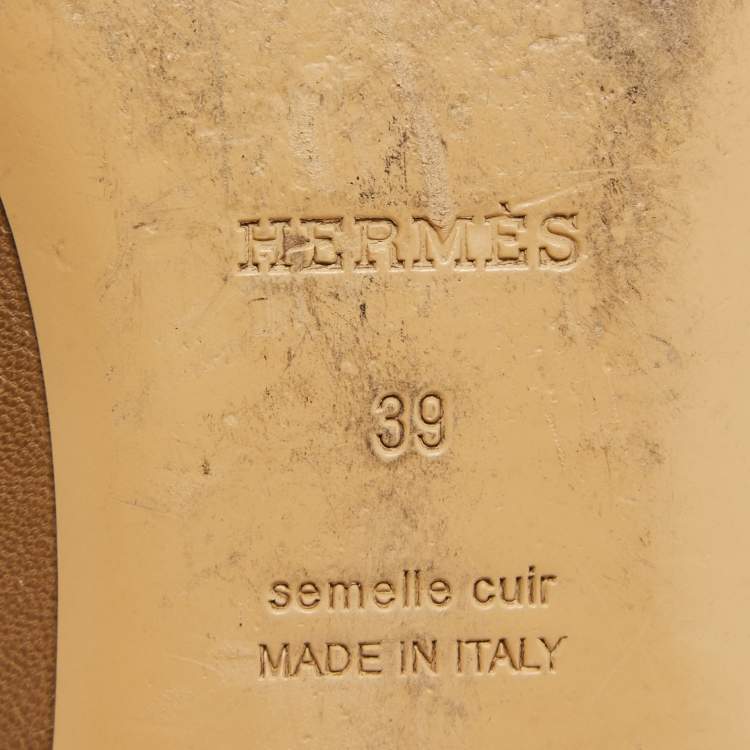 HERMÈS
39
semelle cuir
MADE IN ITALY